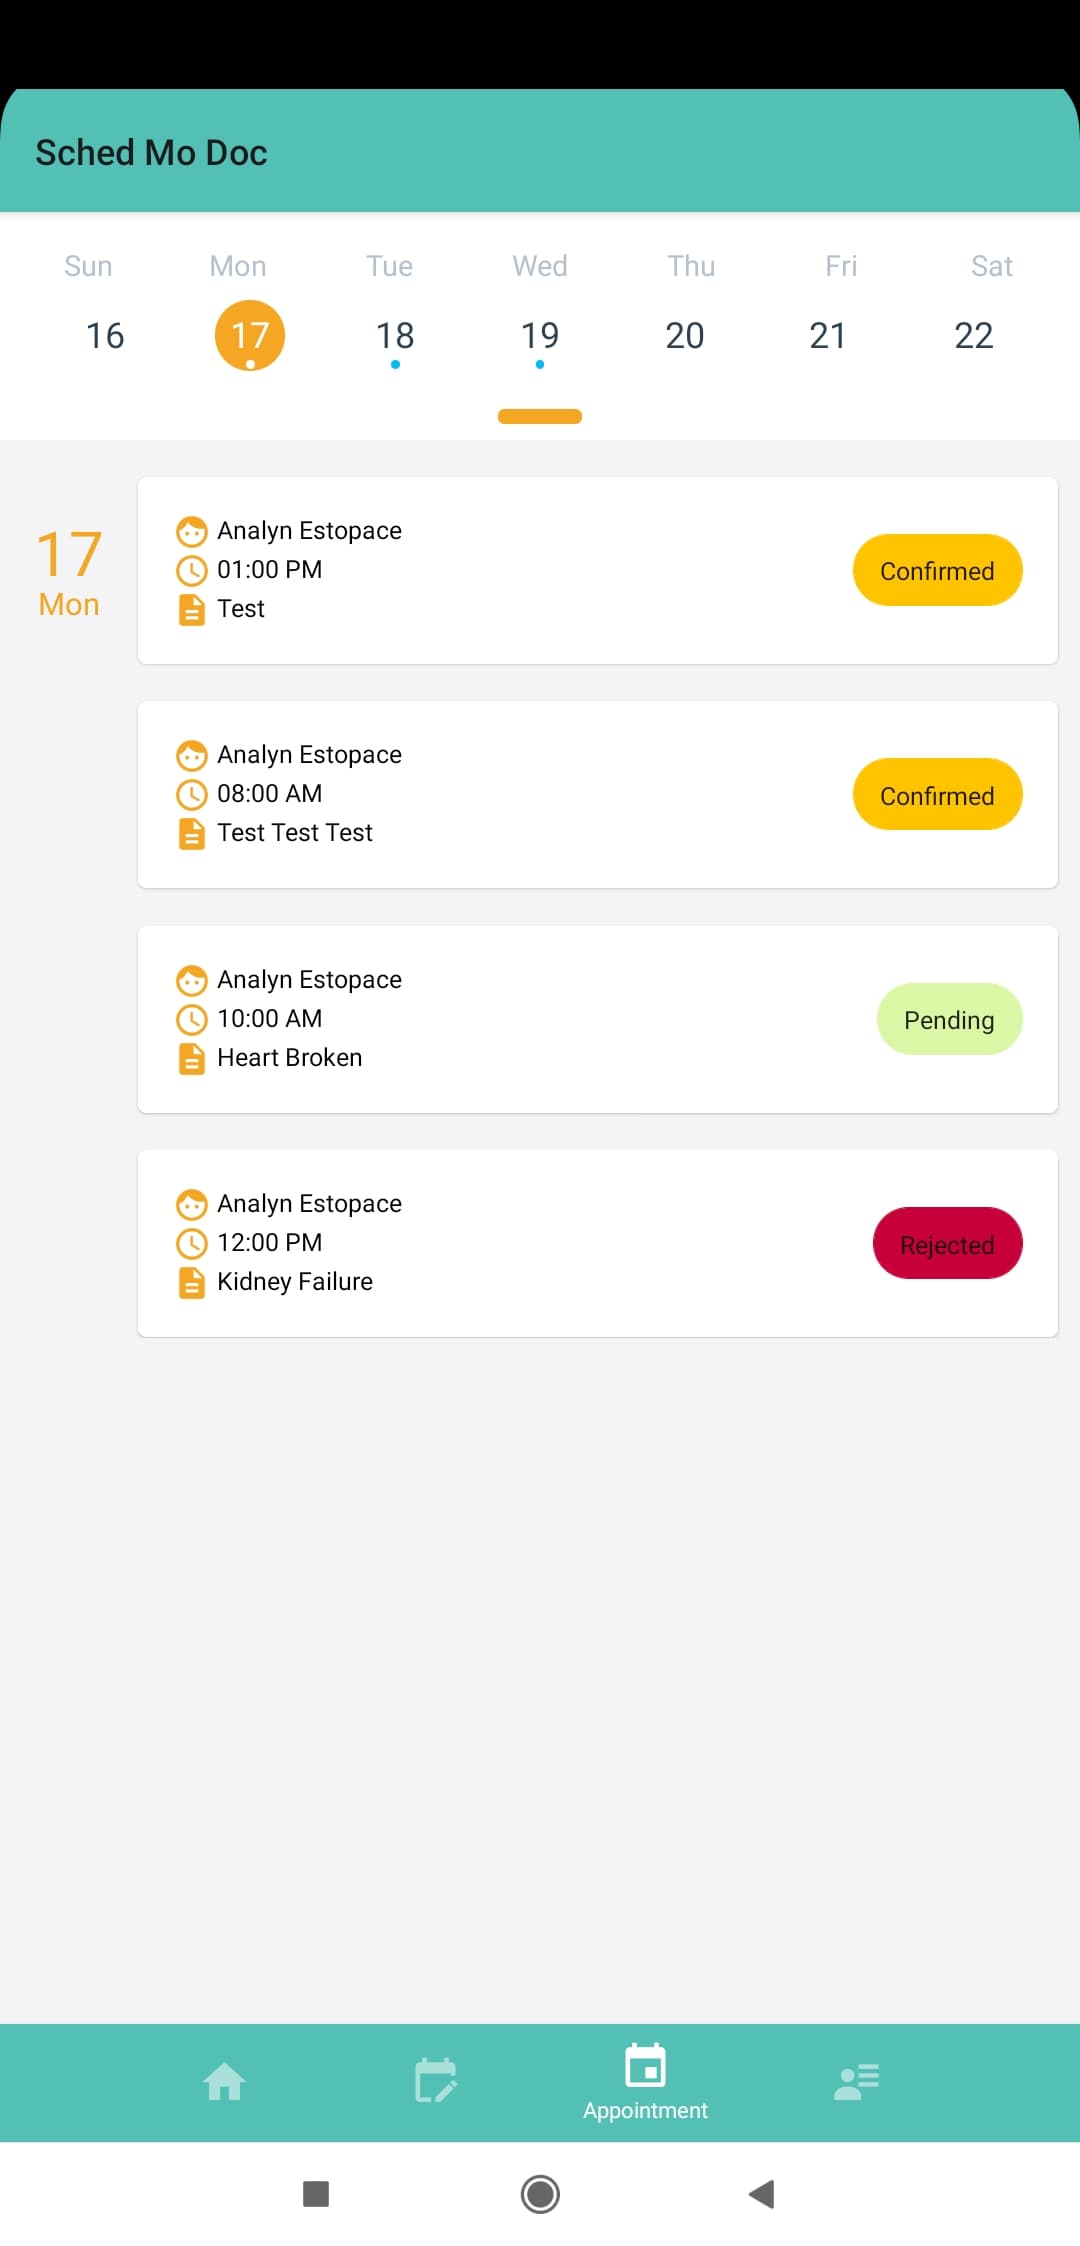 Sched Mo Doc
Sun Mon Tue Wed Thu Fri Sat
16 17 18 19 20 21 22
17
Mon
Analyn Estopace
01:00 PM
Test
Confirmed
Analyn Estopace
08:00 AM
Test Test Test
Confirmed
Analyn Estopace
10:00 AM
Heart Broken
Pending
Analyn Estopace
12:00 PM
Kidney Failure
Rejected
Appointment